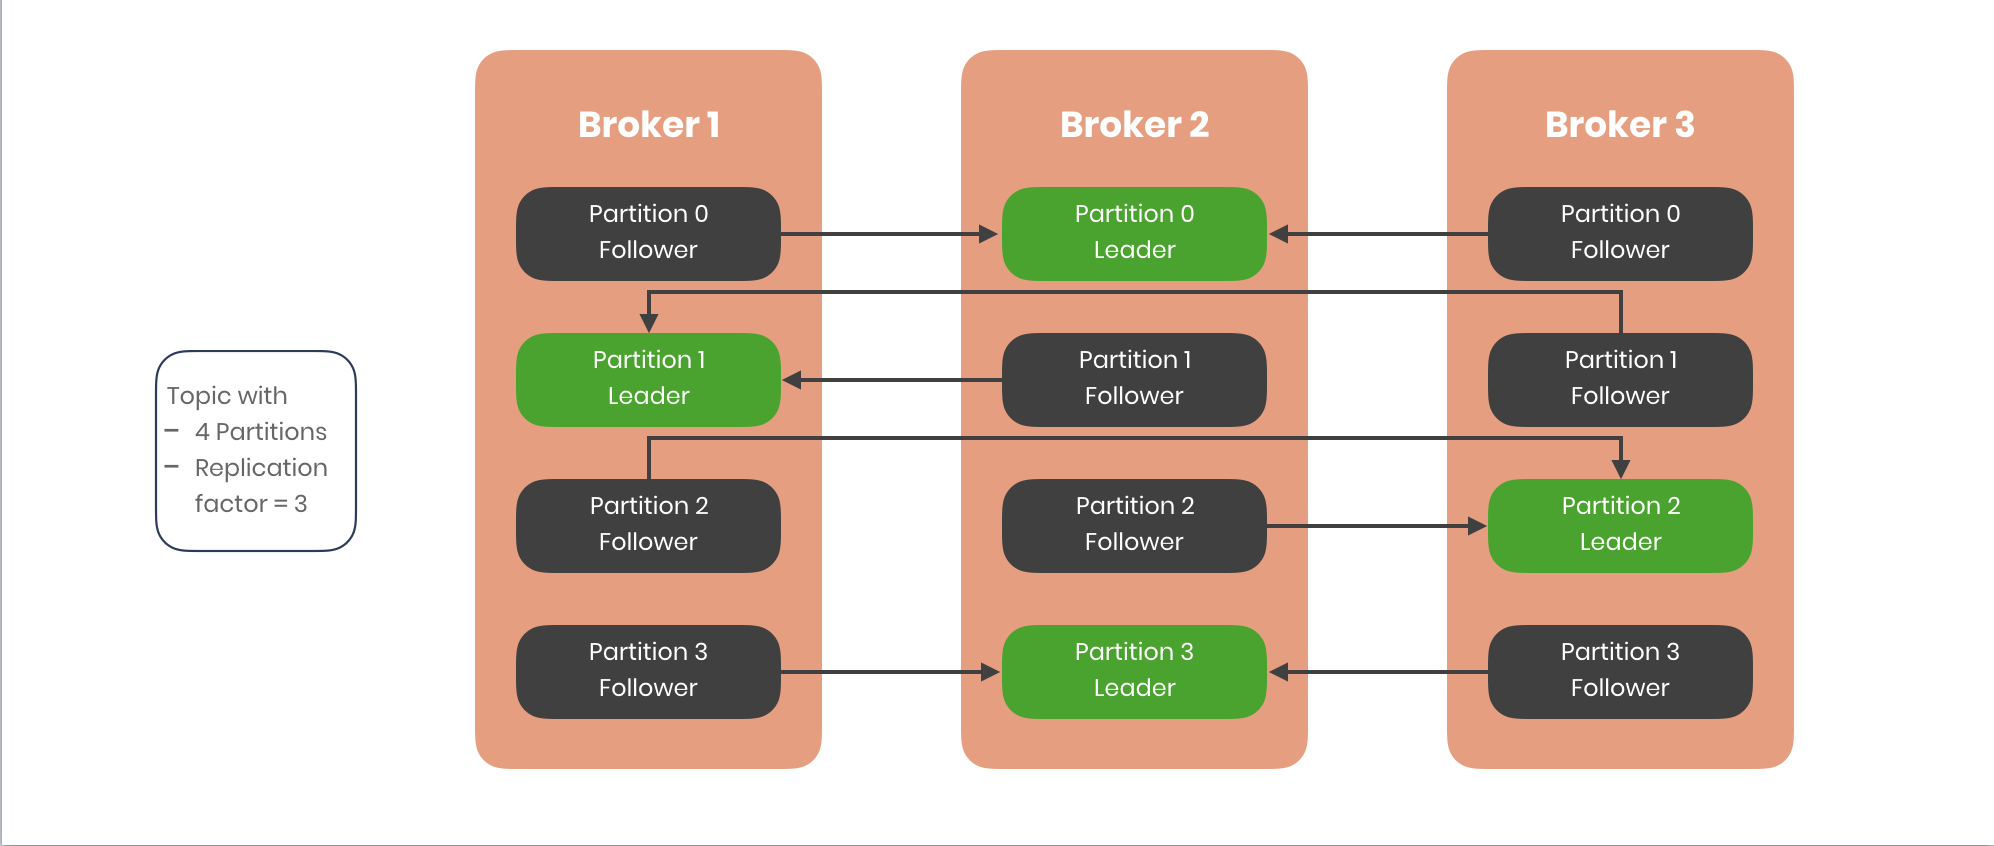 Topic with
– 4 Partitions
– Replication
factor = 3
Broker 1
Partition 0
Follower
Partition 1
Leader
Partition 2
Follower
Partition 3
Follower
Broker 2
Partition 0
Leader
Partition 1
Follower
Partition 2
Follower
Partition 3
Leader
Broker 3
Partition 0
Follower
Partition 1
Follower
Partition 2
Leader
Partition 3
Follower